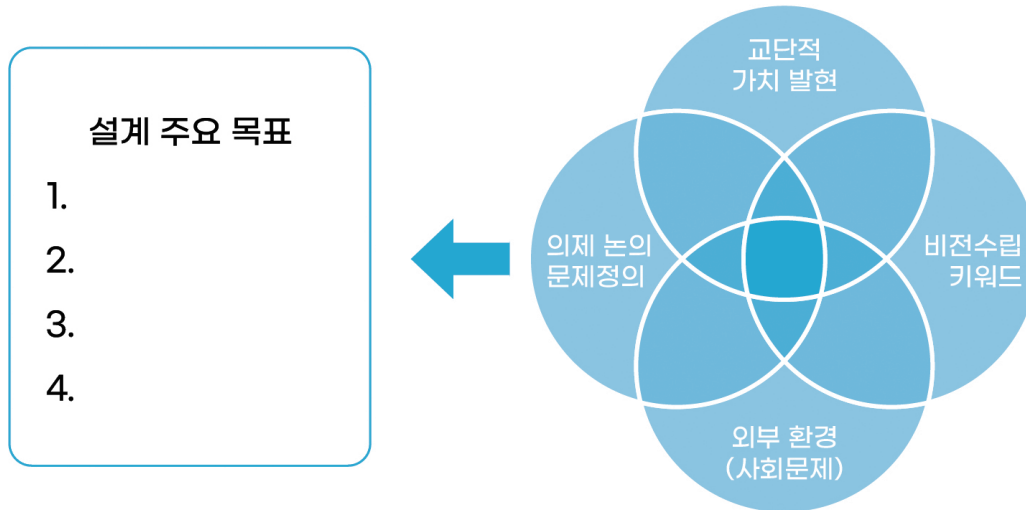 설계 주요 목표
1.
2.
3.
4.
교단적
가치 발현
의제 논의
문제정의
비전수립
키워드
외부 환경
(사회문제)